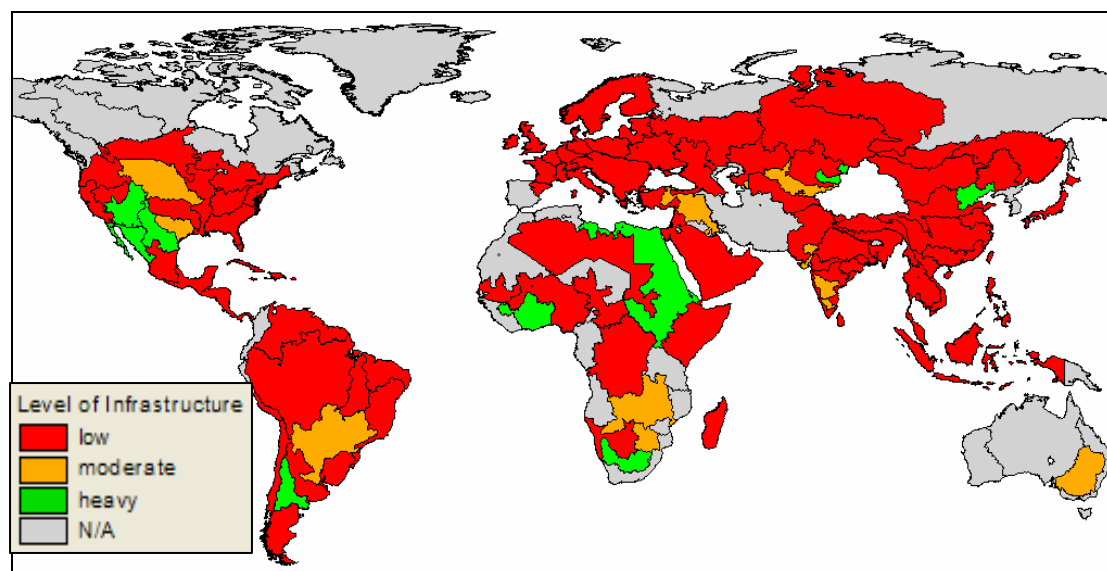 Level of Infrastructure
low
moderate
heavy
N/A